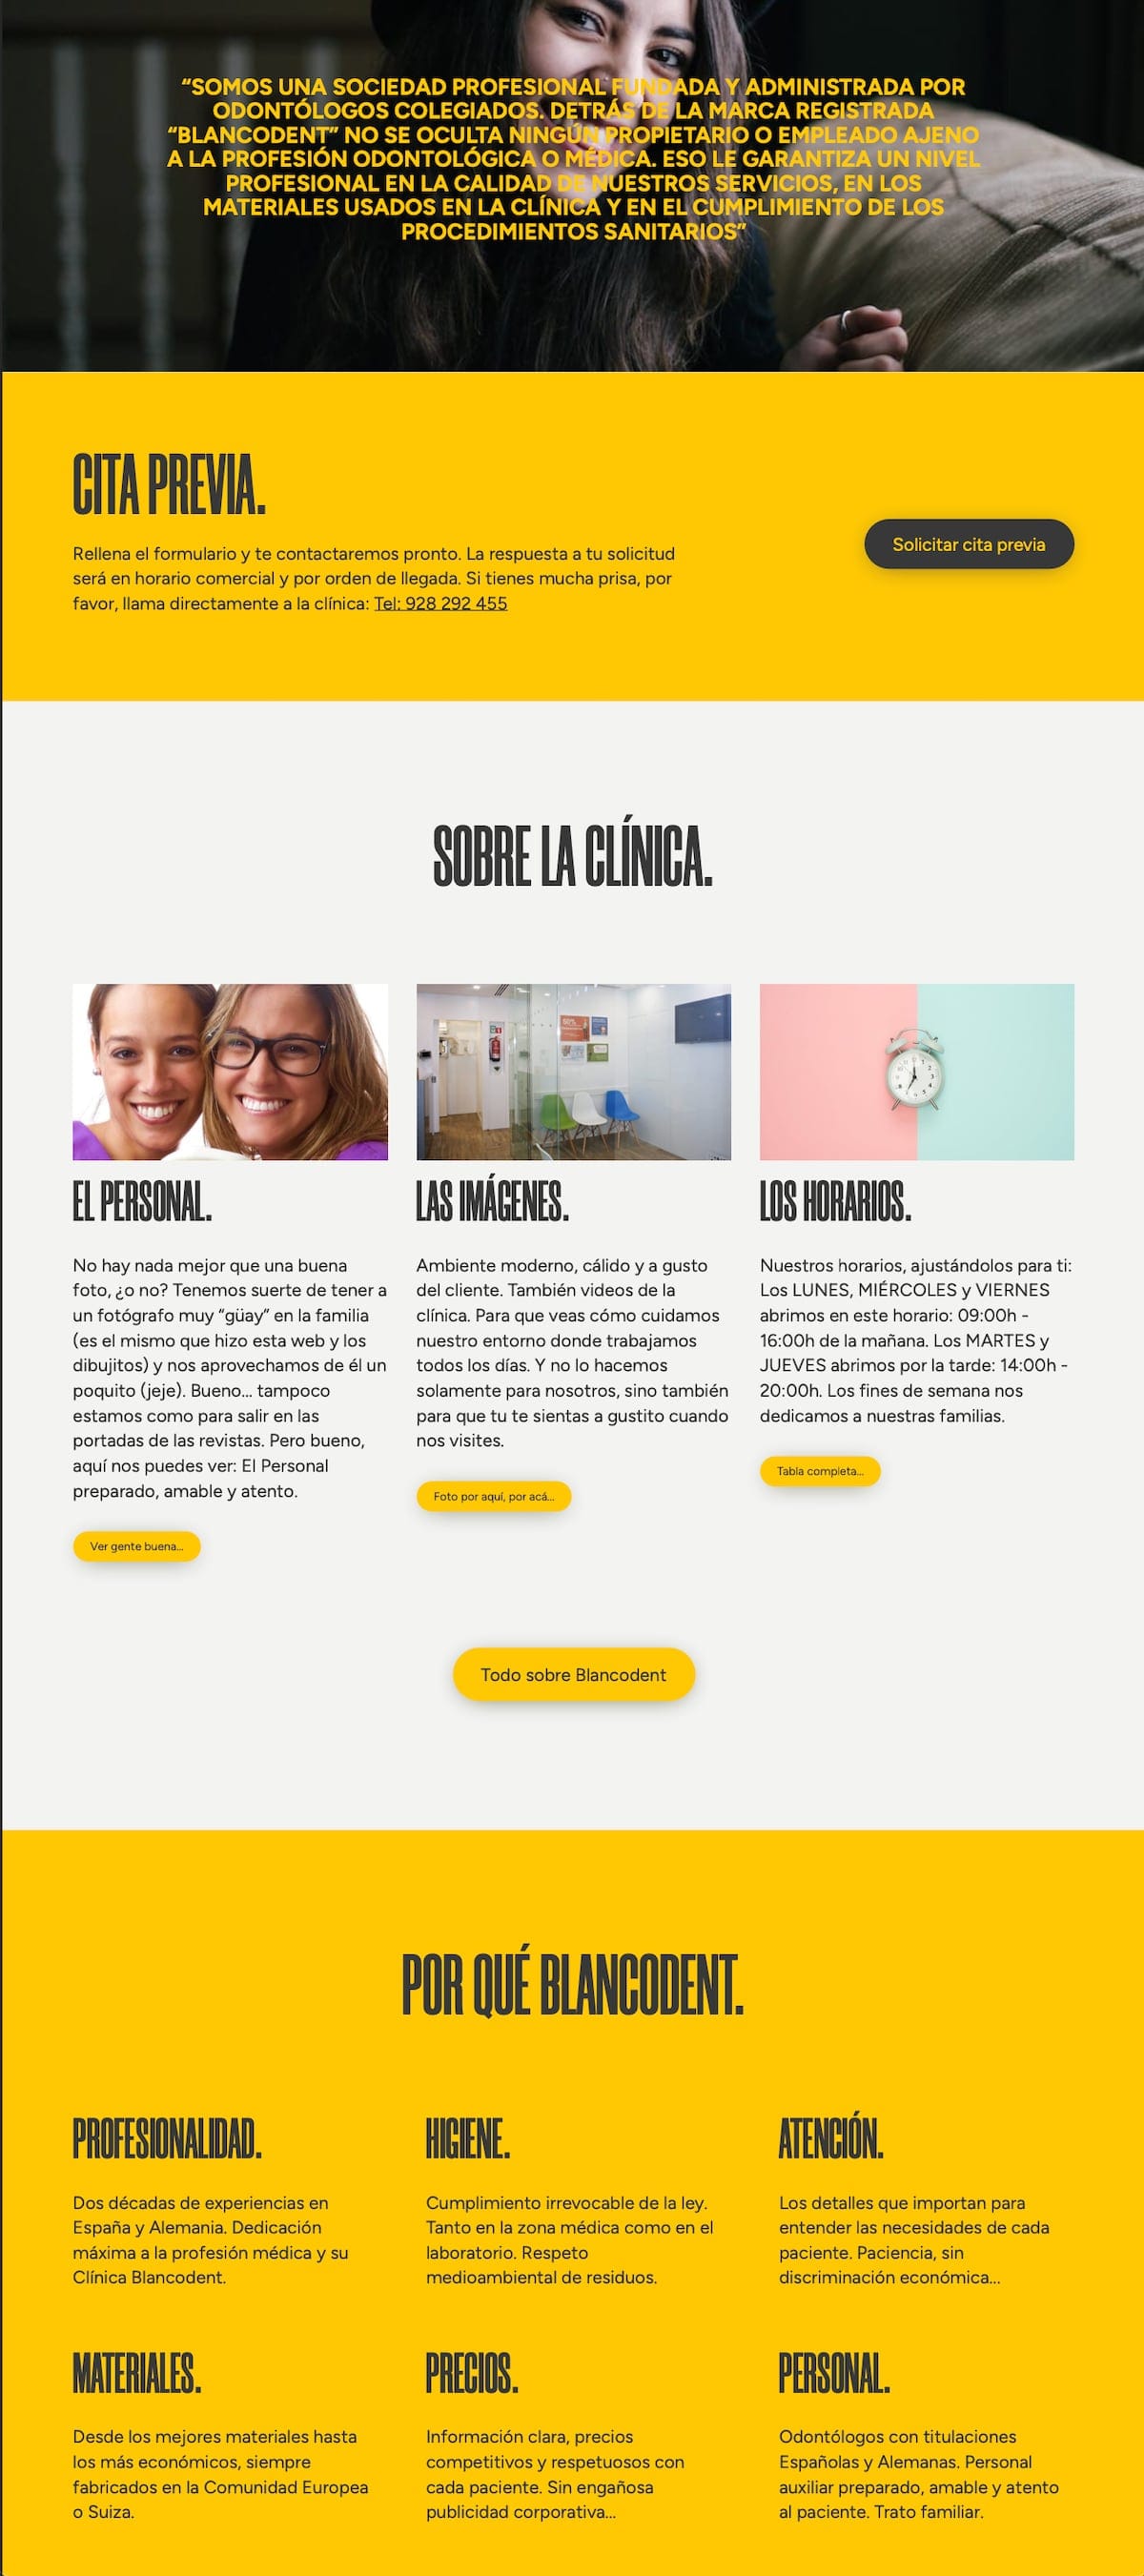 “SOMOS UNA SOCIEDAD PROFESIONAL FUNDADA Y ADMINISTRADA POR
ODONTÓLOGOS COLEGIADOS. DETRÁS DE LA MARCA REGISTRADA
“BLANCODENT” NO SE OCULTA NINGÚN PROPIETARIO O EMPLEADO AJENO
A LA PROFESIÓN ODONTOLÓGICA O MÉDICA. ESO LE GARANTIZA UN NIVEL
PROFESIONAL EN LA CALIDAD DE NUESTROS SERVICIOS, EN LOS
MATERIALES USADOS EN LA CLÍNICA Y EN EL CUMPLIMIENTO DE LOS
PROCEDIMIENTOS SANITARIOS”
CITA PREVIA.
Rellena el formulario y te contactaremos pronto. La respuesta a tu solicitud
será en horario comercial y por orden de llegada. Si tienes mucha prisa, por
favor, llama directamente a la clínica: Tel: 928 292 455
Solicitar cita previa
SOBRE LA CLÍNICA.
EL PERSONAL.
No hay nada mejor que una buena
foto, ¿o no? Tenemos suerte de tener a
un fotógrafo muy “güay” en la familia
(es el mismo que hizo esta web y los
dibujitos) y nos aprovechamos de él un
poquito (jeje). Bueno... tampoco
estamos como para salir en las
portadas de las revistas. Pero bueno,
aquí nos puedes ver: El Personal
preparado, amable y atento.
Ver gente buena...
LAS IMÁGENES.
Ambiente moderno, cálido y a gusto
del cliente. También videos de la
clínica. Para que veas cómo cuidamos
nuestro entorno donde trabajamos
todos los días. Y no lo hacemos
solamente para nosotros, sino también
para que tu te sientas a gustito cuando
nos visites.
Foto por aquí, por acá...
LOS HORARIOS.
Nuestros horarios, ajustándolos para ti:
Los LUNES, MIÉRCOLES y VIERNES
abrimos en este horario: 09:00h -
16:00h de la mañana. Los MARTES y
JUEVES abrimos por la tarde: 14:00h -
20:00h. Los fines de semana nos
dedicamos a nuestras familias.
Tabla completa...
Todo sobre Blancodent
POR QUÉ BLANCODENT.
PROFESIONALIDAD.
Dos décadas de experiencias en
España y Alemania. Dedicación
máxima a la profesión médica y su
Clínica Blancodent.
HIGIENE.
Cumplimiento irrevocable de la ley.
Tanto en la zona médica como en el
laboratorio. Respeto
medioambiental de residuos.
ATENCIÓN.
Los detalles que importan para
entender las necesidades de cada
paciente. Paciencia, sin
discriminación económica...
MATERIALES.
Desde los mejores materiales hasta
los más económicos, siempre
fabricados en la Comunidad Europea
o Suiza.
PRECIOS.
Información clara, precios
competitivos y respetuosos con
cada paciente. Sin engañosa
publicidad corporativa...
PERSONAL.
Odontólogos con titulaciones
Españolas y Alemanas. Personal
auxiliar preparado, amable y atento
al paciente. Trato familiar.